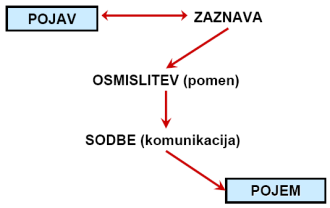 POJAV
ZAZNAVA
OSMISLITEV (pomen)
SODBE (komunikacija)
POJEM